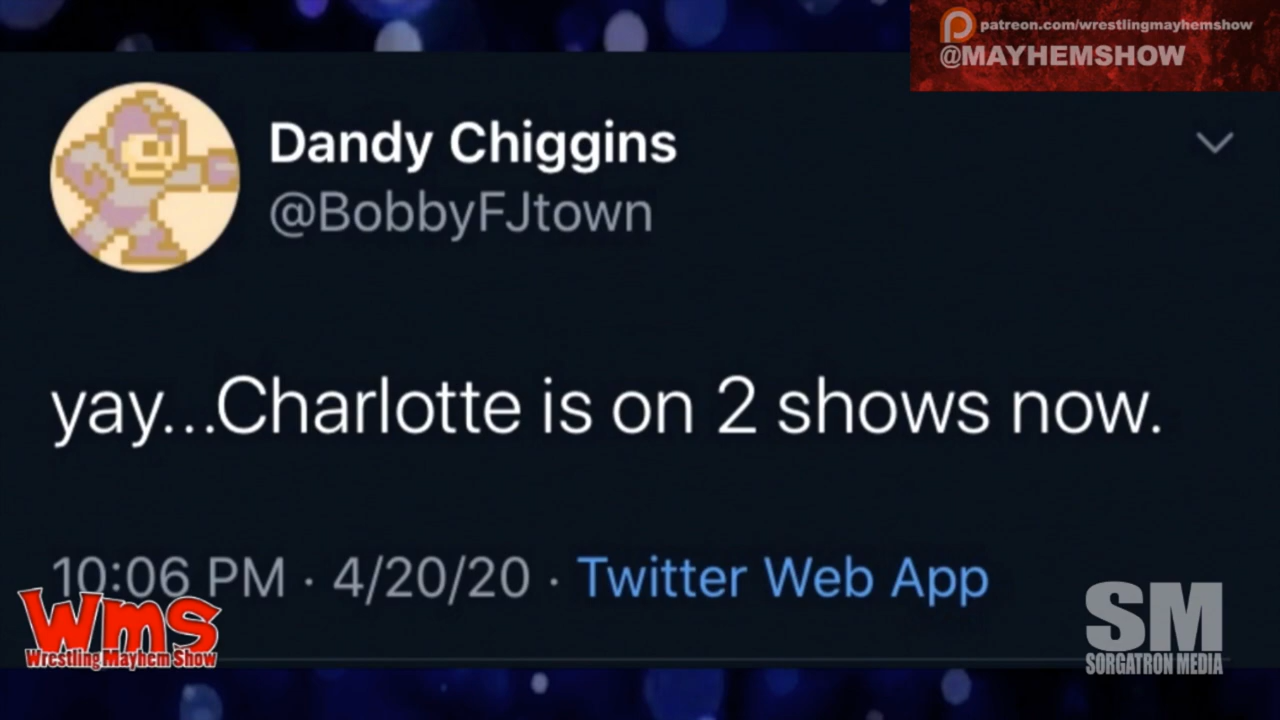 patreon.com/wrestlingmayhemshow
@MAYHEMSHOW
Dandy Chiggins
@BobbyFJtown
yay...Charlotte is on 2 shows now.
10:06 PM · 4/20/20 · Twitter Web App
Wms
Wrestling Mayhem Show
SM
SORGATRON MEDIA